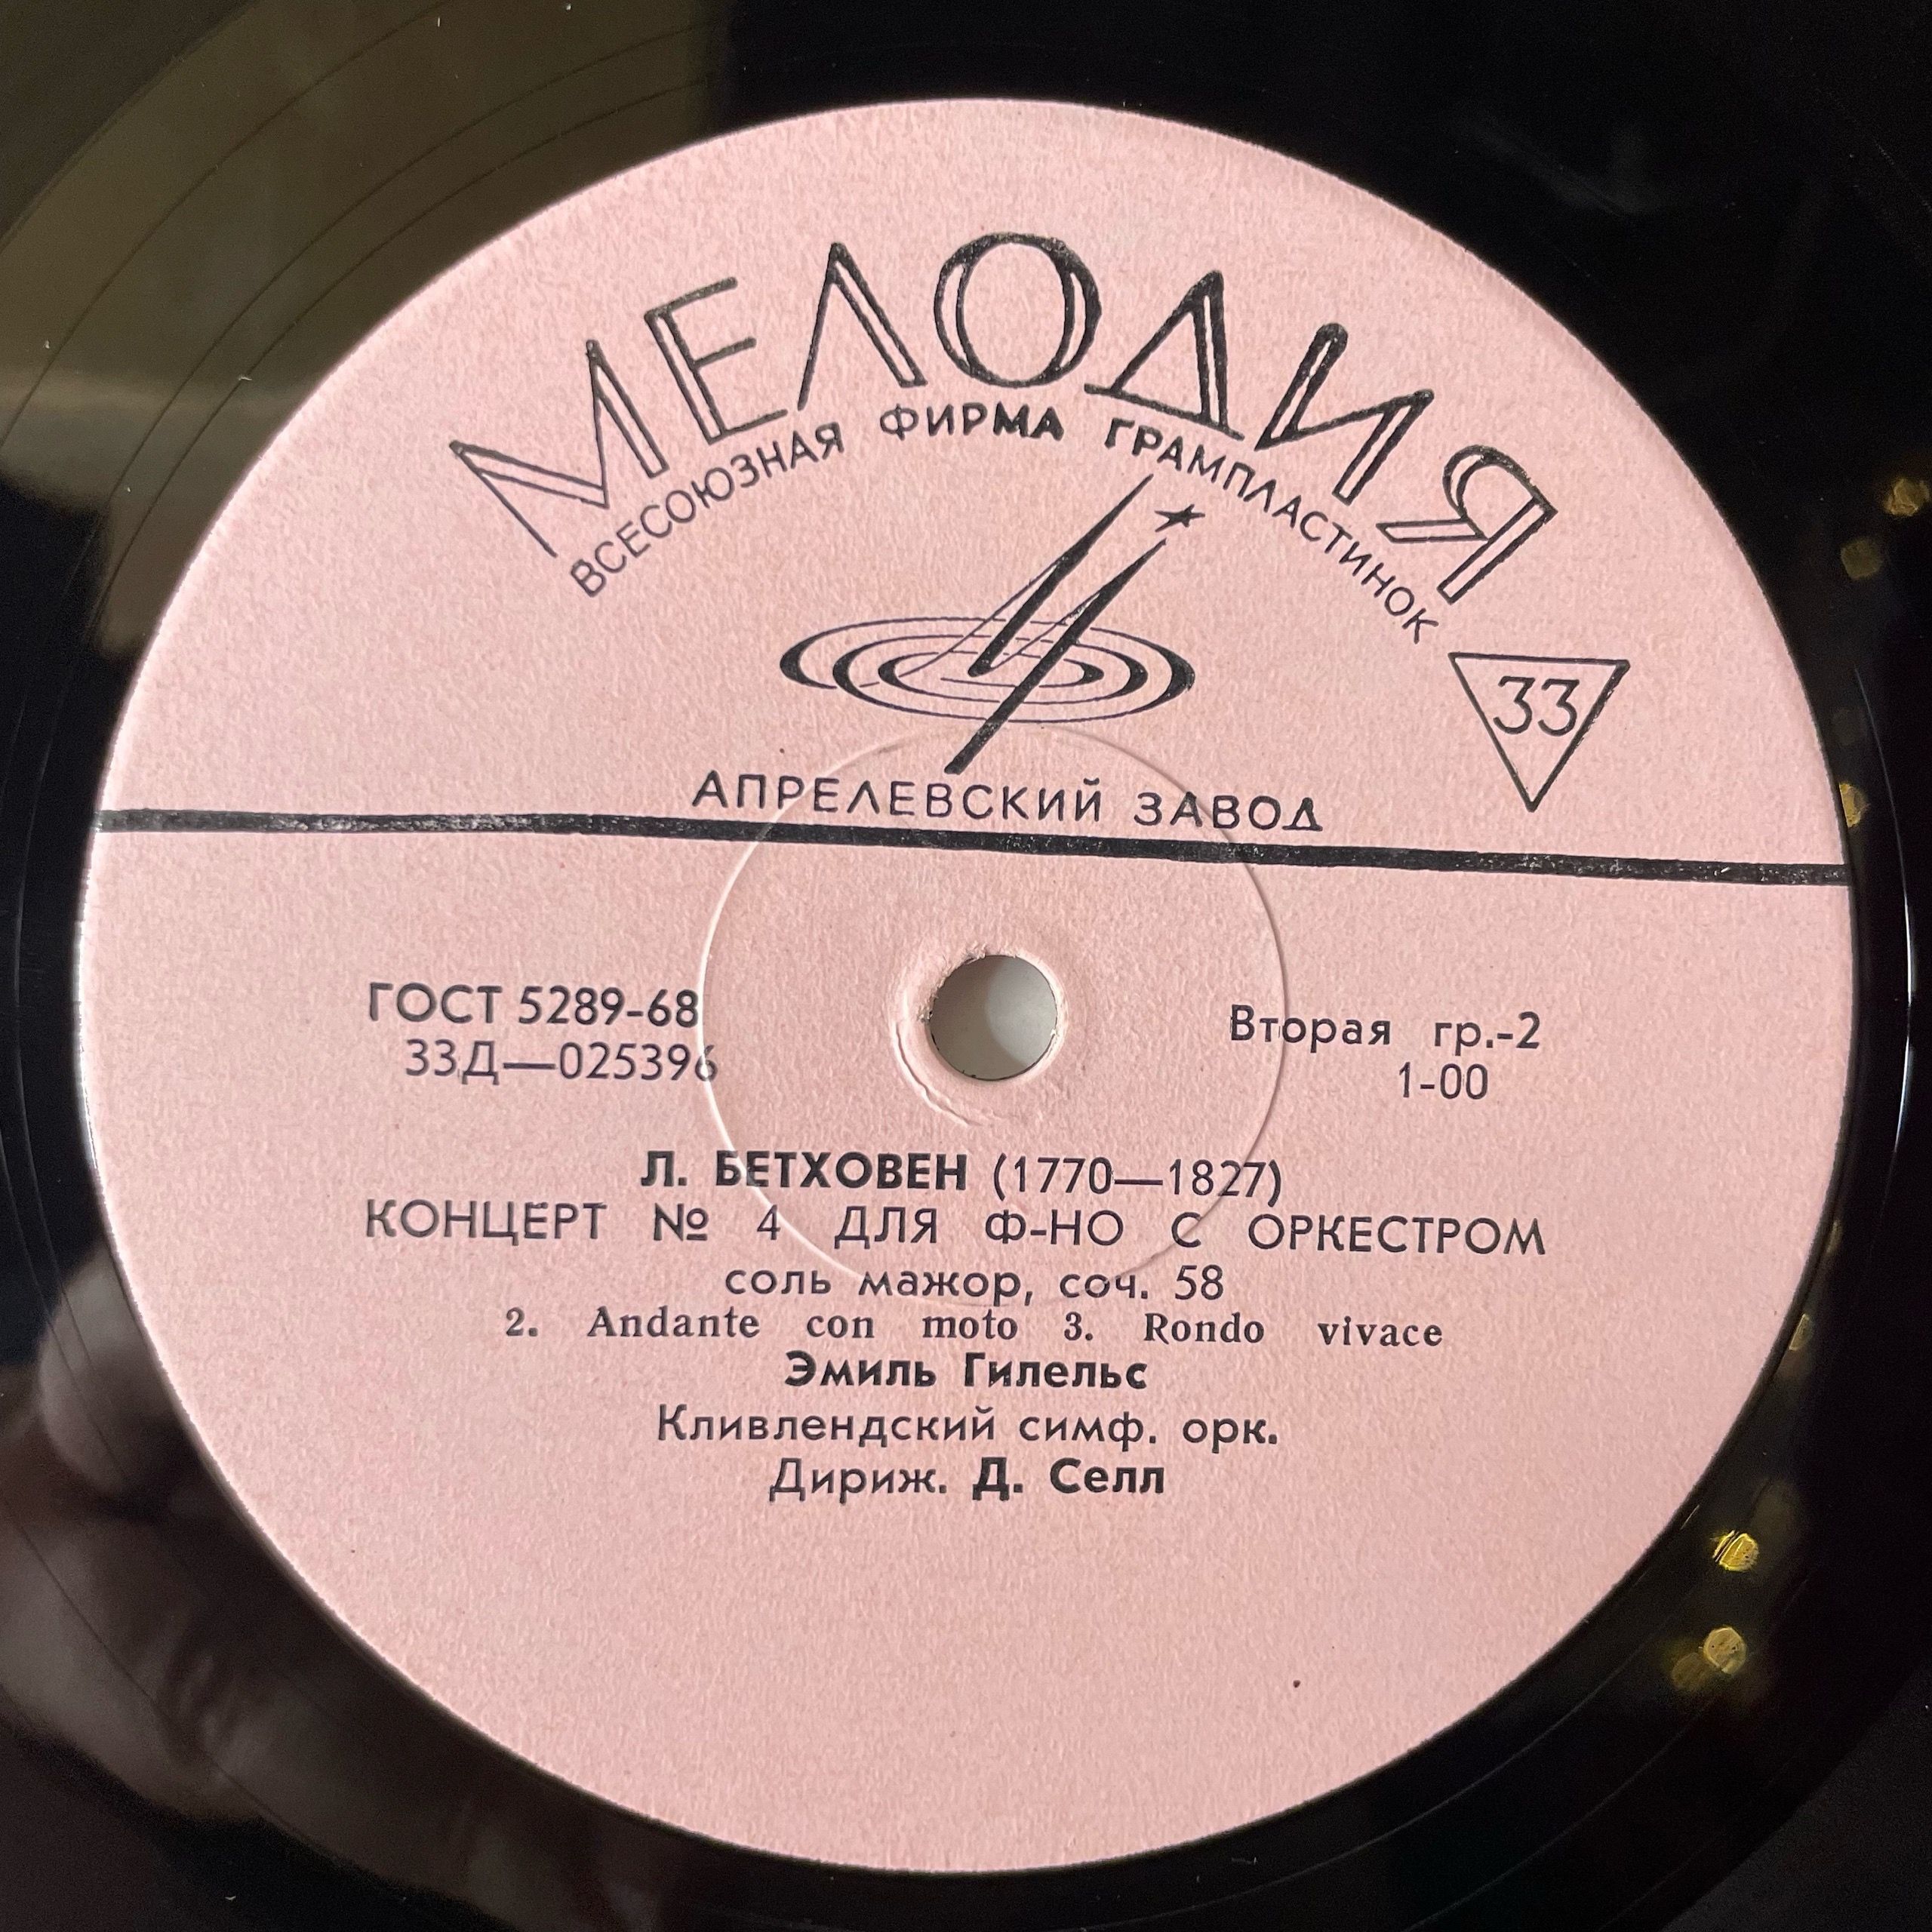 МЕЛОДИЯ
ВСЕСОЮЗНАЯ ФИРМА ГРАМПЛАСТИНОК
33
АПРЕЛЕВСКИЙ ЗАВОД
ГОСТ 5289-68
33Д—025396
Вторая гр.-2
1-00
Л. БЕТХОВЕН (1770—1827)
КОНЦЕРТ № 4 ДЛЯ Ф-НО С ОРКЕСТРОМ
соль мажор, соч. 58
2. Andante con moto 3. Rondo vivace
Эмиль Гилельс
Кливлендский симф. орк.
Дириж. Д. Селл